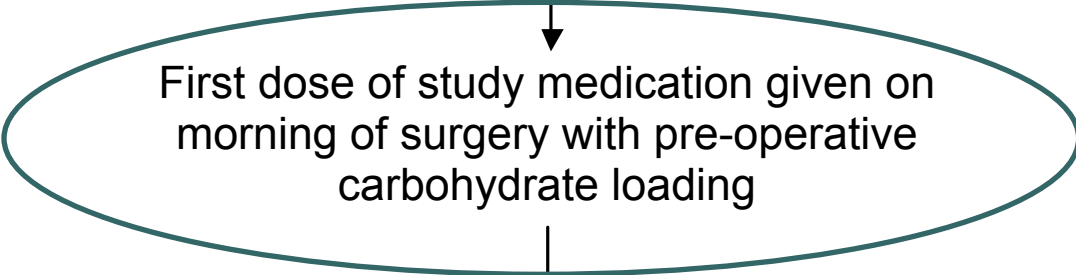 First dose of study medication given on
morning of surgery with pre-operative
carbohydrate loading